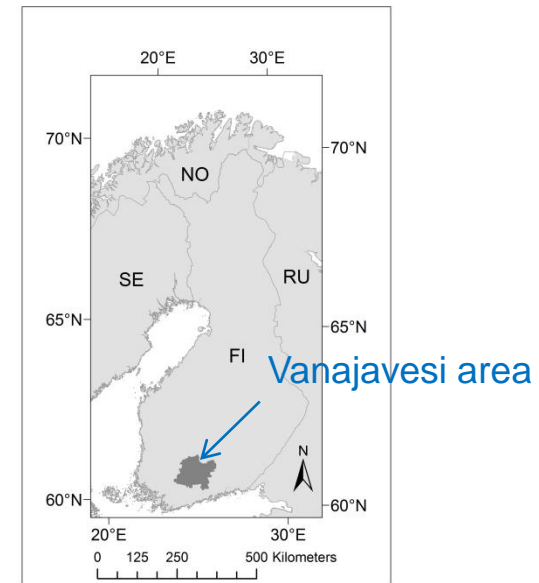 20°E 30°E
70°N 70°N
NO
SE RU
65°N 65°N
FI
Vanajavesi area
N
60°N 60°N
20°E 30°E
0 125 250 500 Kilometers